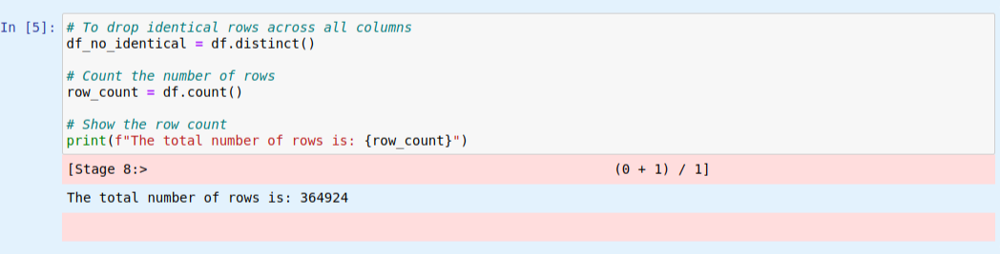 In [5]: # To drop identical rows across all columns
df_no_identical = df.distinct()
# Count the number of rows
row_count = df.count()
# Show the row count
print(f"The total number of rows is: {row_count}")
[Stage 8:> (0 + 1) / 1]
The total number of rows is: 364924